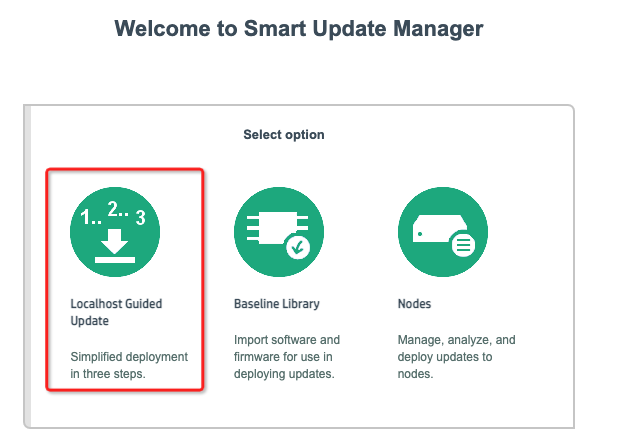 Welcome to Smart Update Manager
Select option
1.. 2.. 3
Localhost Guided
Update
Simplified deployment
in three steps.
Baseline Library
Import software and
firmware for use in
deploying updates.
Nodes
Manage, analyze, and
deploy updates to
nodes.